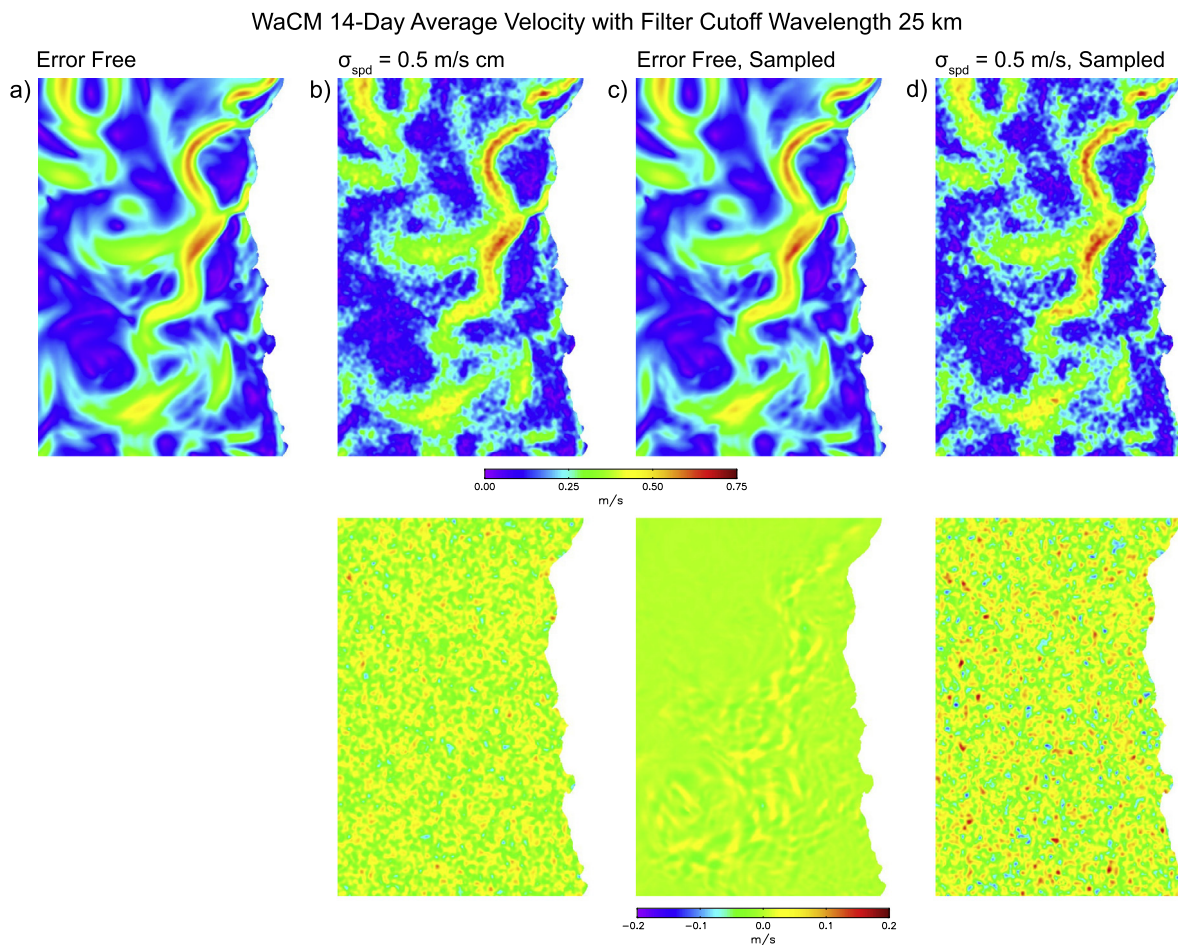 WaCM 14-Day Average Velocity with Filter Cutoff Wavelength 25 km
Error Free
σspd = 0.5 m/s cm
Error Free, Sampled
σspd = 0.5 m/s, Sampled
a)
b)
c)
d)
0.00 0.25 0.50 0.75
m/s
−0.2 −0.1 0.0 0.1 0.2
m/s